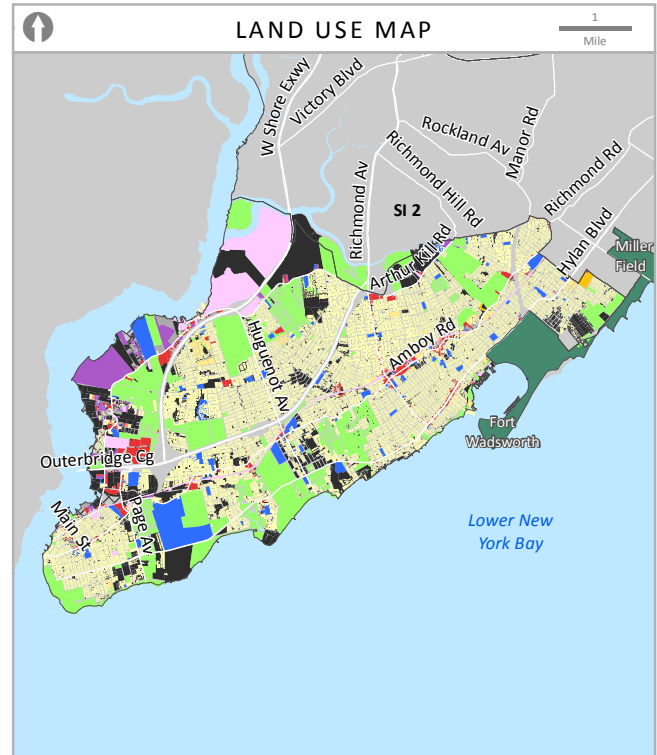 LAND USE MAP
1
Mile
W Shore Exwy
Victory Blvd
Rockland Av
Manor Rd
Richmond Av
Richmond Hill Rd
Richmond Rd
SI 2
Hylan Blvd
Miller
Field
Arthur Kill Rd
Huguenot Av
Amboy Rd
Fort
Wadsworth
Outerbridge Cg
Main St
Page Av
Lower New
York Bay